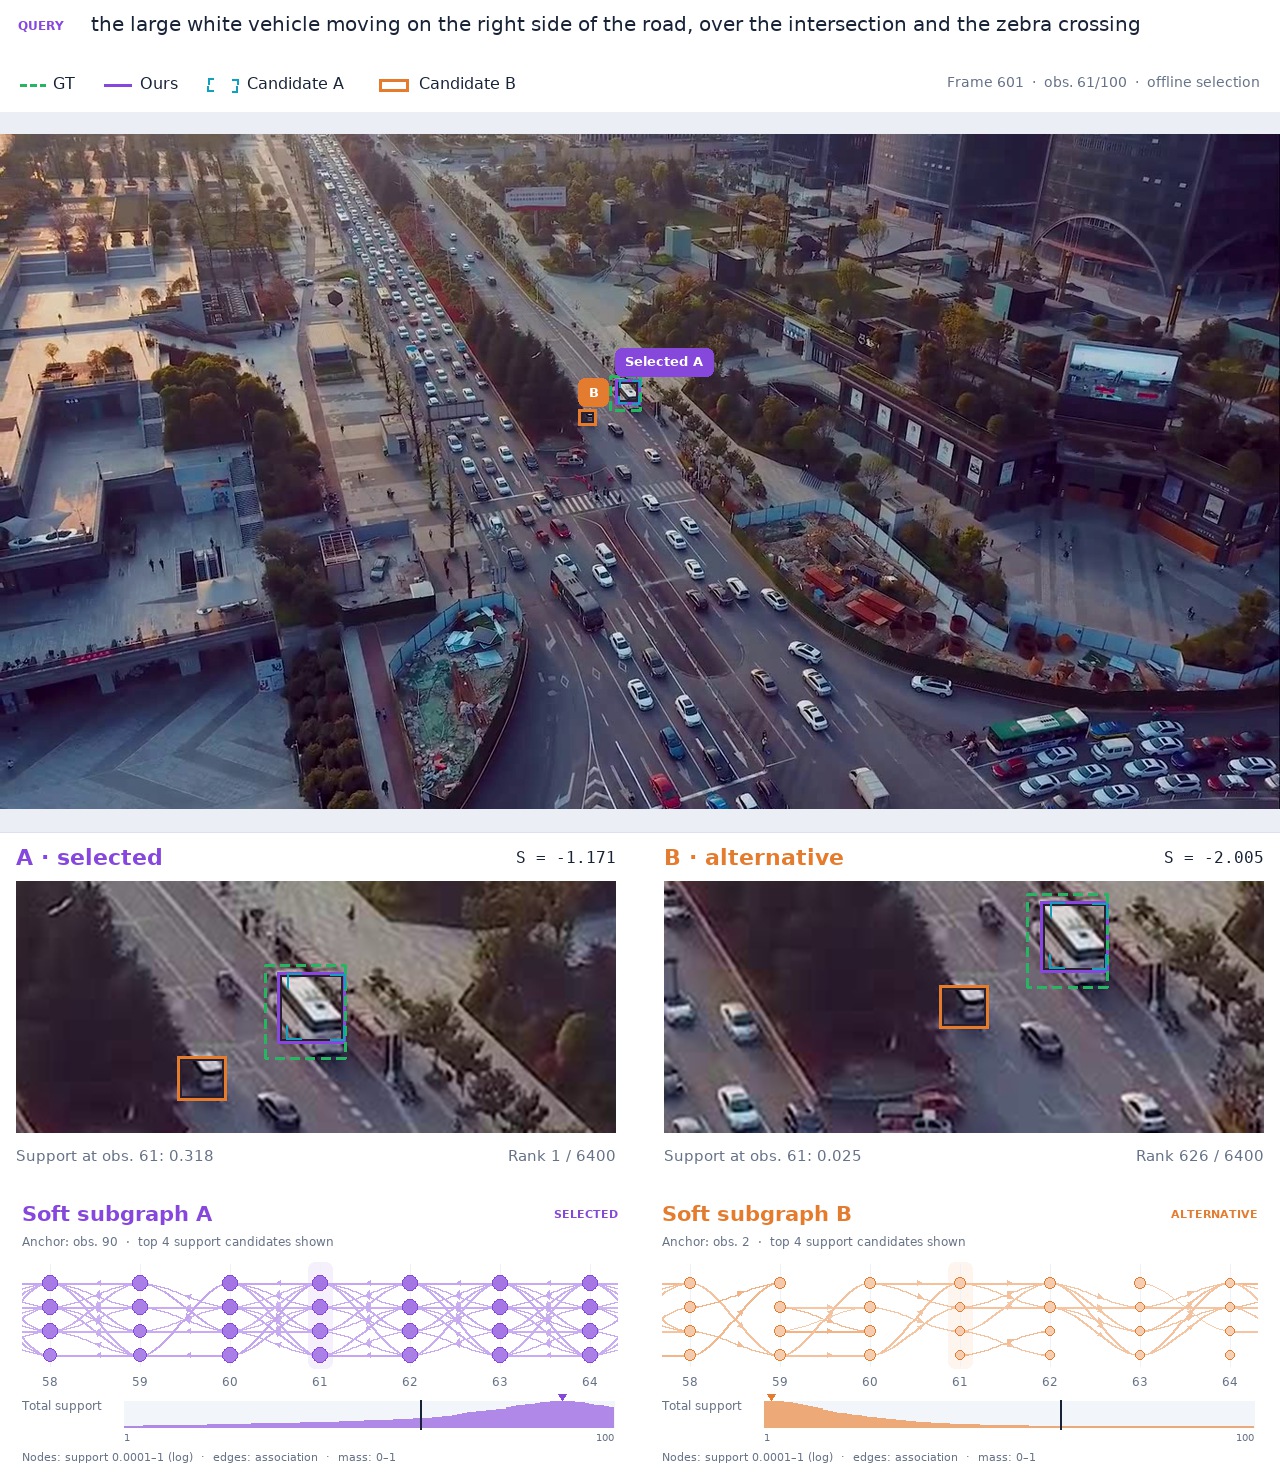 QUERY the large white vehicle moving on the right side of the road, over the intersection and the zebra crossing
GT Ours Candidate A Candidate B Frame 601 · obs. 61/100 · offline selection
Selected A
B
A · selected S = -1.171
B · alternative S = -2.005
Support at obs. 61: 0.318 Rank 1 / 6400
Support at obs. 61: 0.025 Rank 626 / 6400
Soft subgraph A SELECTED
Anchor: obs. 90 · top 4 support candidates shown
58 59 60 61 62 63 64
Total support
1 100
Nodes: support 0.0001–1 (log) · edges: association · mass: 0–1
Soft subgraph B ALTERNATIVE
Anchor: obs. 2 · top 4 support candidates shown
58 59 60 61 62 63 64
Total support
1 100
Nodes: support 0.0001–1 (log) · edges: association · mass: 0–1